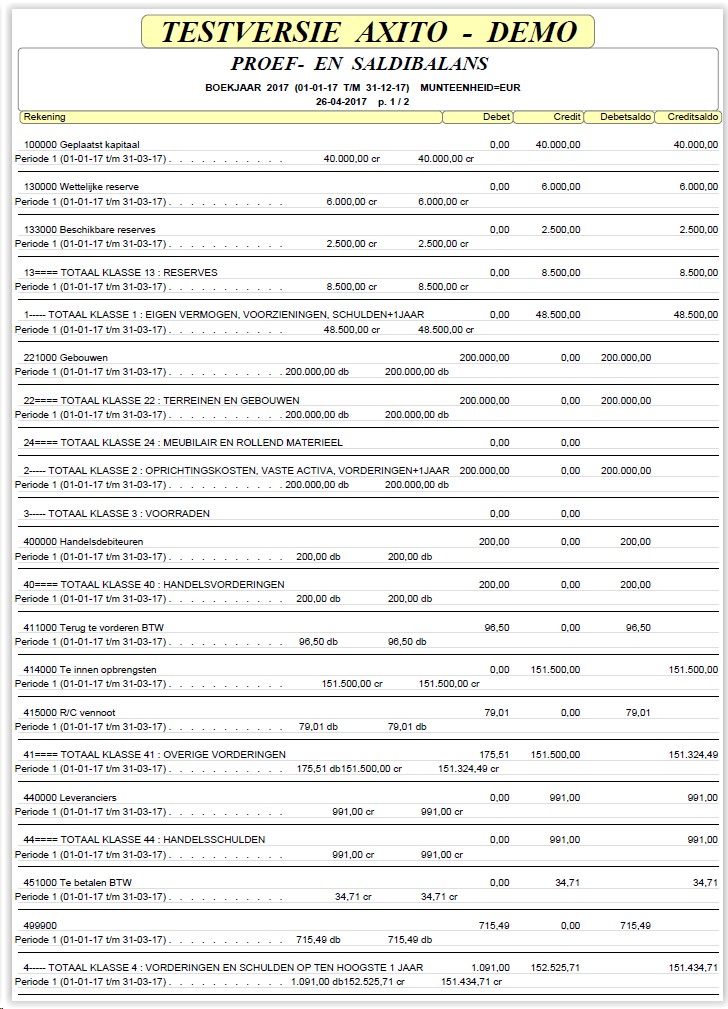 TESTVERSIE AXITO - DEMO
PROEF- EN SALDIBALANS
BOEKJAAR 2017 (01-01-17 T/M 31-12-17) MUNTEENHEID=EUR
26-04-2017 p. 1 / 2
Rekening Debet Credit Debetsaldo Creditsaldo
100000 Geplaatst kapitaal 0,00 40.000,00 40.000,00
Periode 1 (01-01-17 t/m 31-03-17) . . . . . . . . . . . 40.000,00 cr 40.000,00 cr
130000 Wettelijke reserve 0,00 6.000,00 6.000,00
Periode 1 (01-01-17 t/m 31-03-17) . . . . . . . . . . . 6.000,00 cr 6.000,00 cr
133000 Beschikbare reserves 0,00 2.500,00 2.500,00
Periode 1 (01-01-17 t/m 31-03-17) . . . . . . . . . . . 2.500,00 cr 2.500,00 cr
13==== TOTAAL KLASSE 13 : RESERVES 0,00 8.500,00 8.500,00
Periode 1 (01-01-17 t/m 31-03-17) . . . . . . . . . . . 8.500,00 cr 8.500,00 cr
1----- TOTAAL KLASSE 1 : EIGEN VERMOGEN, VOORZIENINGEN, SCHULDEN+1JAAR 0,00 48.500,00 48.500,00
Periode 1 (01-01-17 t/m 31-03-17) . . . . . . . . . . . 48.500,00 cr 48.500,00 cr
221000 Gebouwen 200.000,00 0,00 200.000,00
Periode 1 (01-01-17 t/m 31-03-17) . . . . . . . . . . . 200.000,00 db 200.000,00 db
22==== TOTAAL KLASSE 22 : TERREINEN EN GEBOUWEN 200.000,00 0,00 200.000,00
Periode 1 (01-01-17 t/m 31-03-17) . . . . . . . . . . . 200.000,00 db 200.000,00 db
24==== TOTAAL KLASSE 24 : MEUBILAIR EN ROLLEND MATERIEEL 0,00 0,00
2----- TOTAAL KLASSE 2 : OPRICHTINGSKOSTEN, VASTE ACTIVA, VORDERINGEN+1JAAR 200.000,00 0,00 200.000,00
Periode 1 (01-01-17 t/m 31-03-17) . . . . . . . . . . . 200.000,00 db 200.000,00 db
3----- TOTAAL KLASSE 3 : VOORRADEN 0,00 0,00
400000 Handelsdebiteuren 200,00 0,00 200,00
Periode 1 (01-01-17 t/m 31-03-17) . . . . . . . . . . . 200,00 db 200,00 db
40==== TOTAAL KLASSE 40 : HANDELSVORDERINGEN 200,00 0,00 200,00
Periode 1 (01-01-17 t/m 31-03-17) . . . . . . . . . . . 200,00 db 200,00 db
411000 Terug te vorderen BTW 96,50 0,00 96,50
Periode 1 (01-01-17 t/m 31-03-17) . . . . . . . . . . . 96,50 db 96,50 db
414000 Te innen opbrengsten 0,00 151.500,00 151.500,00
Periode 1 (01-01-17 t/m 31-03-17) . . . . . . . . . . . 151.500,00 cr 151.500,00 cr
415000 R/C vennoot 79,01 0,00 79,01
Periode 1 (01-01-17 t/m 31-03-17) . . . . . . . . . . . 79,01 db 79,01 db
41==== TOTAAL KLASSE 41 : OVERIGE VORDERINGEN 175,51 151.500,00 151.324,49
Periode 1 (01-01-17 t/m 31-03-17) . . . . . . . . . . . 175,51 db151.500,00 cr 151.324,49 cr
440000 Leveranciers 0,00 991,00 991,00
Periode 1 (01-01-17 t/m 31-03-17) . . . . . . . . . . . 991,00 cr 991,00 cr
44==== TOTAAL KLASSE 44 : HANDELSSCHULDEN 0,00 991,00 991,00
Periode 1 (01-01-17 t/m 31-03-17) . . . . . . . . . . . 991,00 cr 991,00 cr
451000 Te betalen BTW 0,00 34,71 34,71
Periode 1 (01-01-17 t/m 31-03-17) . . . . . . . . . . . 34,71 cr 34,71 cr
499900 715,49 0,00 715,49
Periode 1 (01-01-17 t/m 31-03-17) . . . . . . . . . . . 715,49 db 715,49 db
4----- TOTAAL KLASSE 4 : VORDERINGEN EN SCHULDEN OP TEN HOOGSTE 1 JAAR 1.091,00 152.525,71 151.434,71
Periode 1 (01-01-17 t/m 31-03-17) . . . . . . . . . . . 1.091,00 db152.525,71 cr 151.434,71 cr